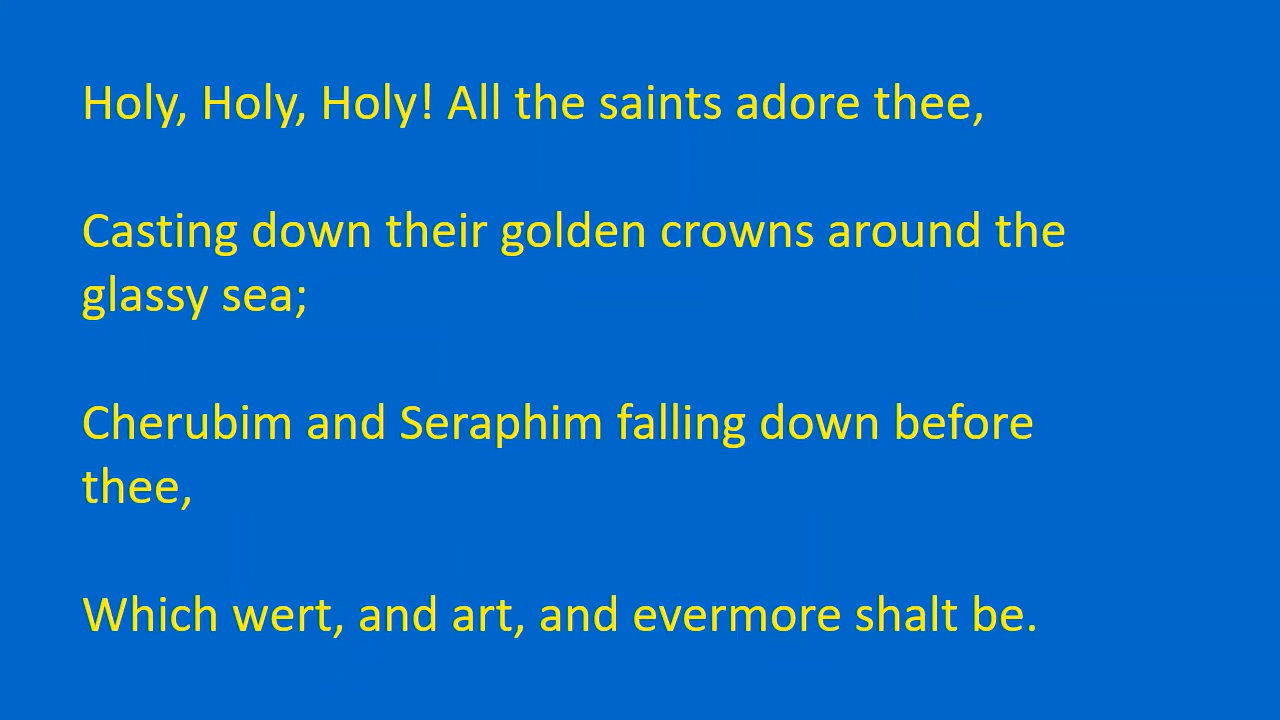 Holy, Holy, Holy! All the saints adore thee,
Casting down their golden crowns around the
glassy sea;
Cherubim and Seraphim falling down before
thee,
Which wert, and art, and evermore shalt be.